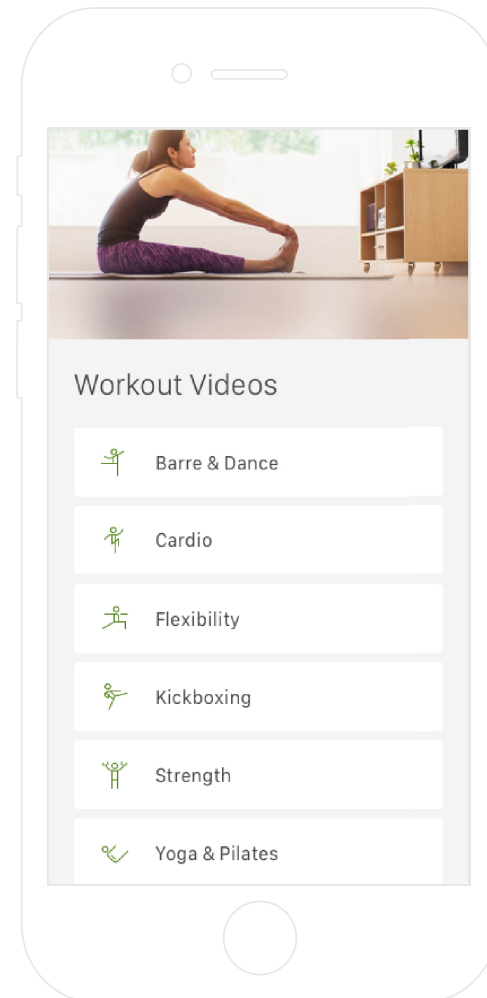 Workout Videos
Barre & Dance
Cardio
Flexibility
Kickboxing
Strength
Yoga & Pilates